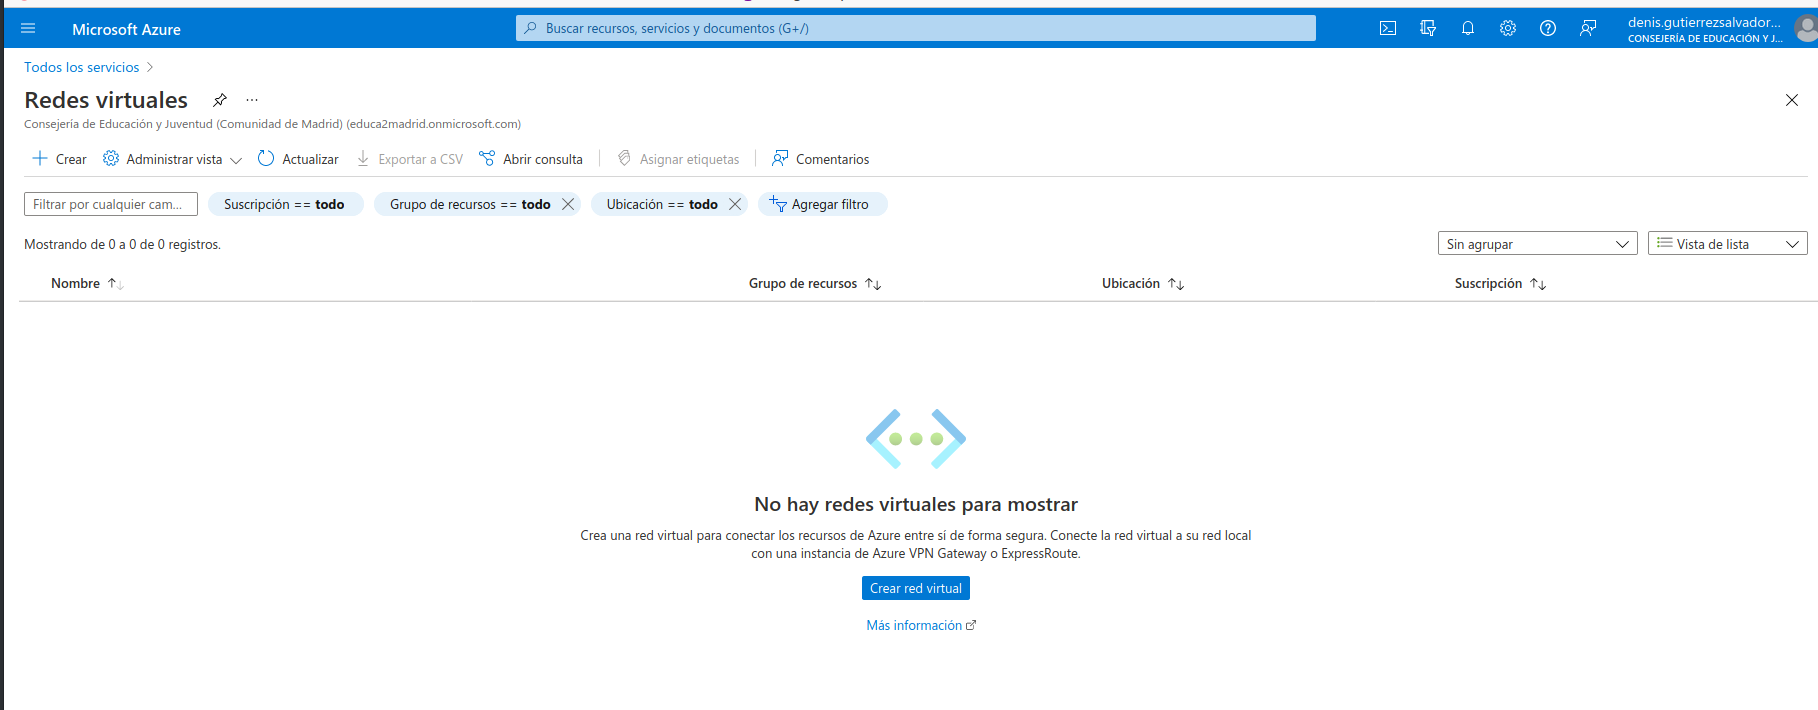 Microsoft Azure
Buscar recursos, servicios y documentos (G+/)
denis.gutierrezsalvador...
CONSEJERÍA DE EDUCACIÓN Y J...
Todos los servicios
Redes virtuales
Consejería de Educación y Juventud (Comunidad de Madrid) (educa2madrid.onmicrosoft.com)
Crear Administrar vista Actualizar Exportar a CSV Abrir consulta Asignar etiquetas Comentarios
Filtrar por cualquier cam... Suscripción == todo Grupo de recursos == todo Ubicación == todo Agregar filtro
Mostrando de 0 a 0 de 0 registros. Sin agrupar Vista de lista
Nombre Grupo de recursos Ubicación Suscripción
No hay redes virtuales para mostrar
Crea una red virtual para conectar los recursos de Azure entre sí de forma segura. Conecte la red virtual a su red local
con una instancia de Azure VPN Gateway o ExpressRoute.
Crear red virtual
Más información